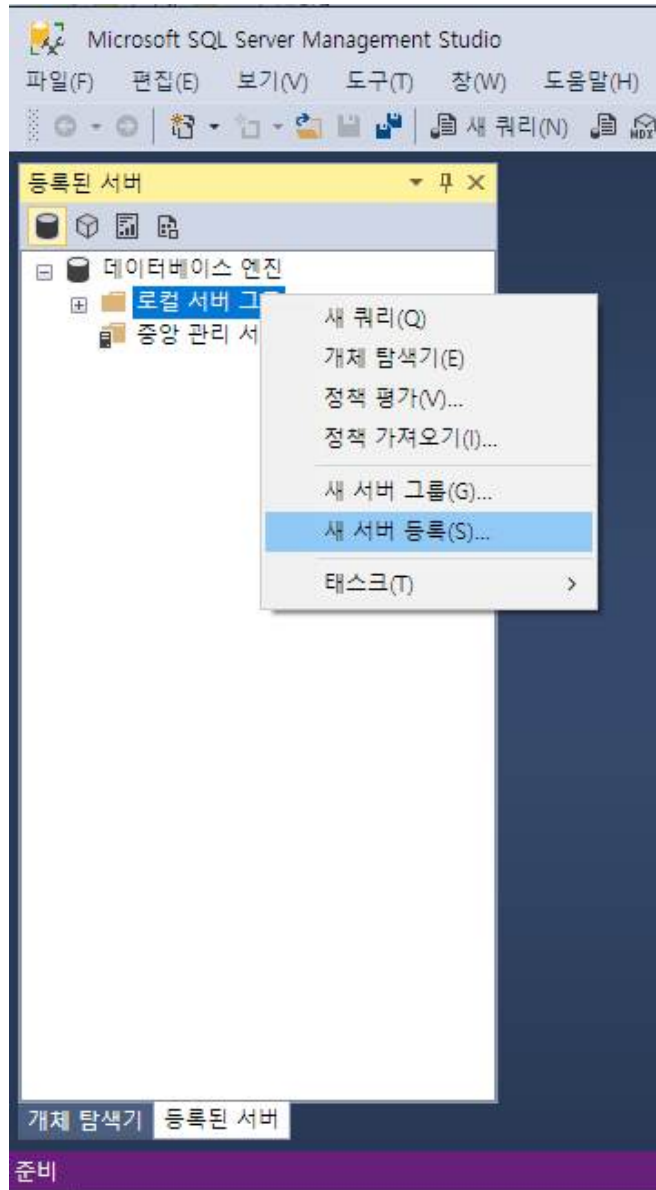 Microsoft SQL Server Management Studio
파일(F) 편집(E) 보기(V) 도구(T) 창(W) 도움말(H)
새 쿼리(N) MDX
등록된 서버
데이터베이스 엔진
로컬 서버 그룹
중앙 관리 서
새 쿼리(Q)
개체 탐색기(E)
정책 평가(V)...
정책 가져오기(I)...
새 서버 그룹(G)...
새 서버 등록(S)...
태스크(T)
개체 탐색기 등록된 서버
준비